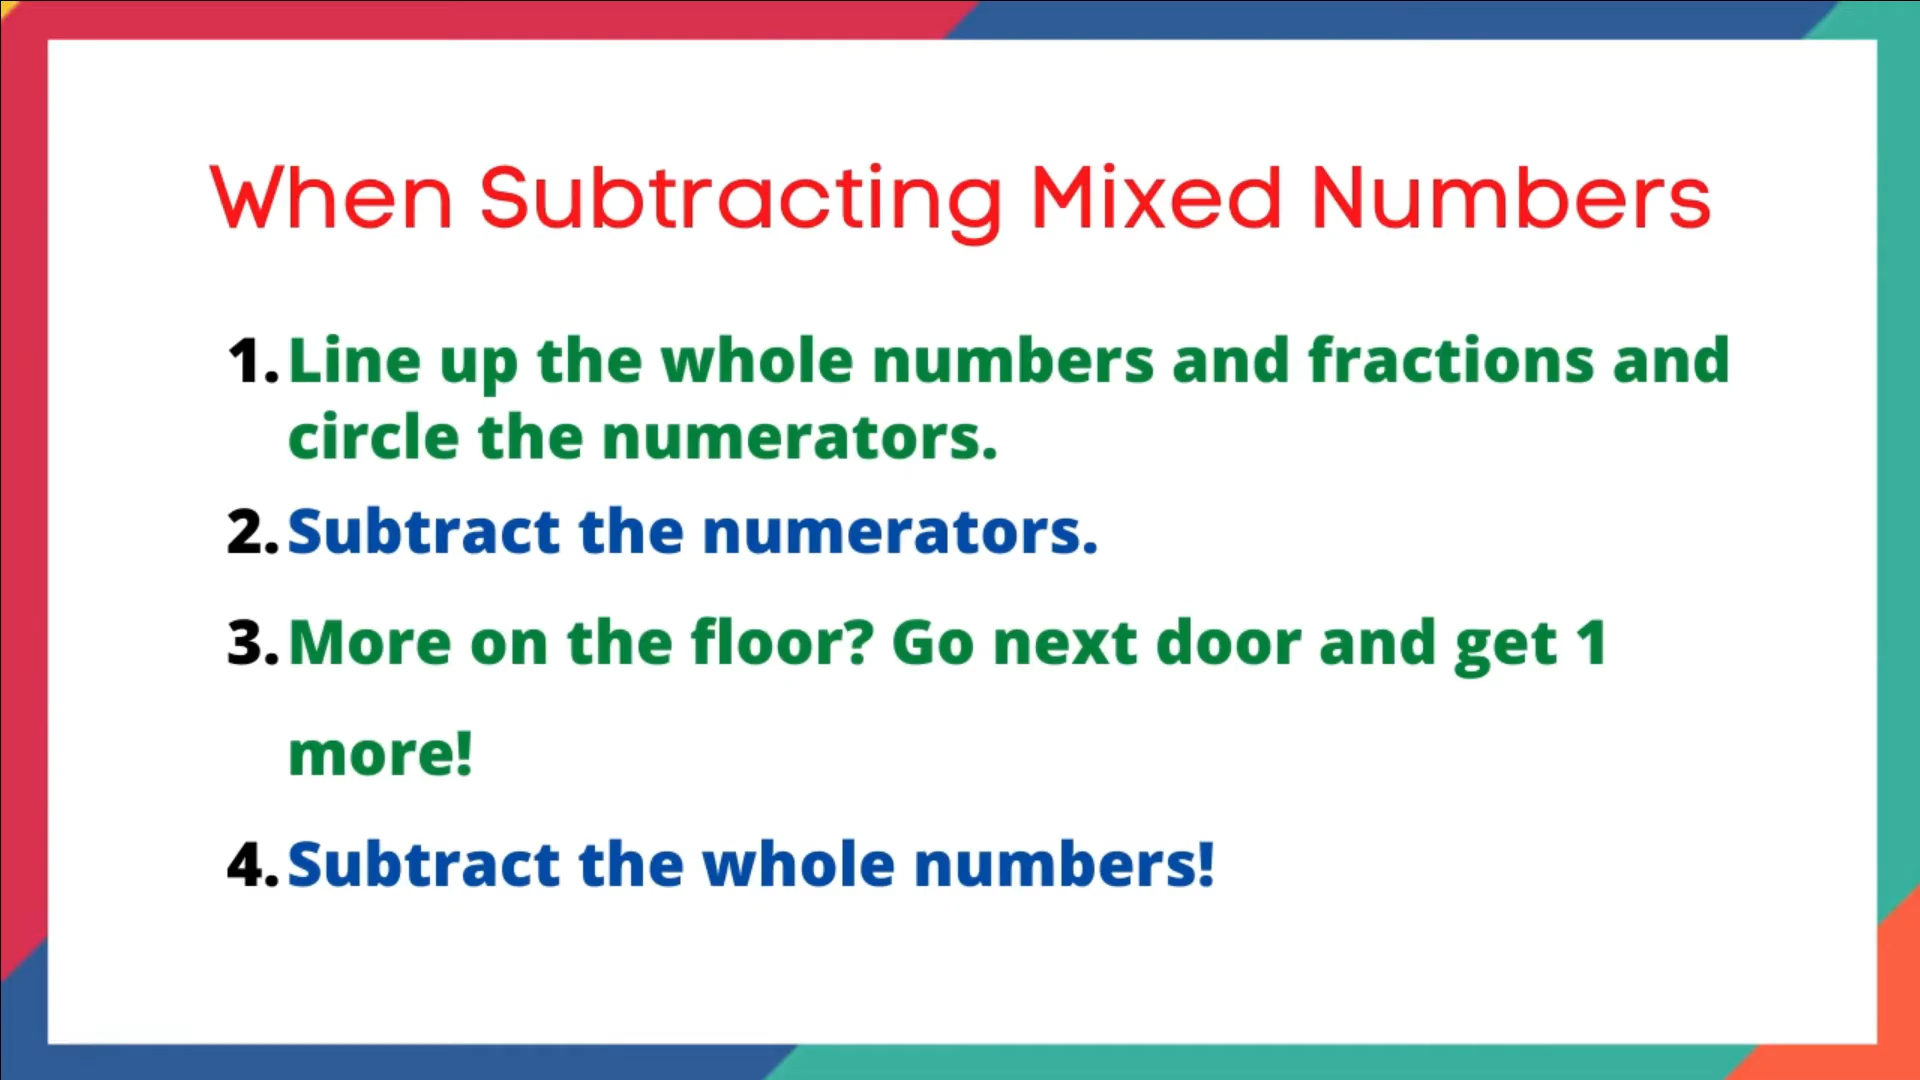 When Subtracting Mixed Numbers
1. Line up the whole numbers and fractions and
circle the numerators.
2. Subtract the numerators.
3. More on the floor? Go next door and get 1
more!
4. Subtract the whole numbers!